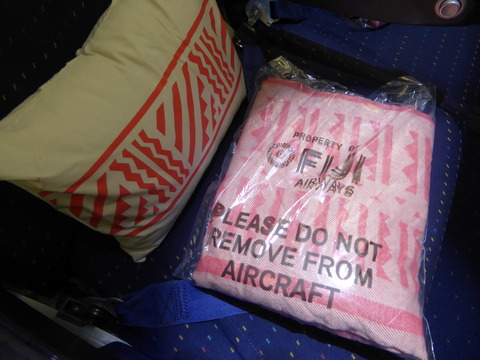 PROPERTY OF
FIJI
AIRWAYS
PLEASE DO NOT
REMOVE FROM
AIRCRAFT